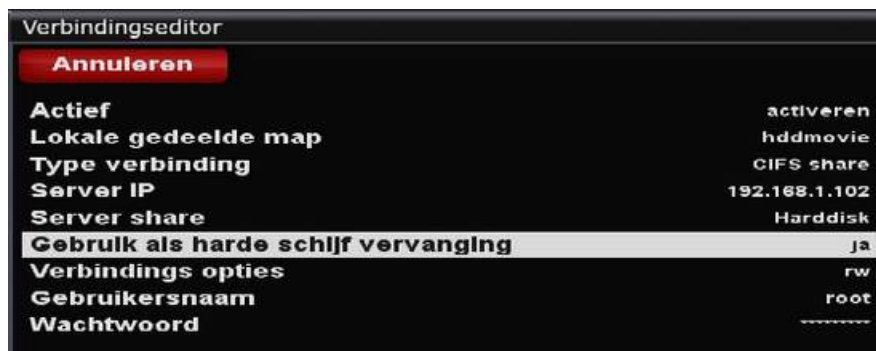 Verbindingseditor
Annuleren
Actief activeren
Lokale gedeelde map hddmovie
Type verbinding CIFS share
Server IP 192.168.1.102
Server share Harddisk
Gebruik als harde schijf vervanging ja
Verbindings opties rw
Gebruikersnaam root
Wachtwoord ---------